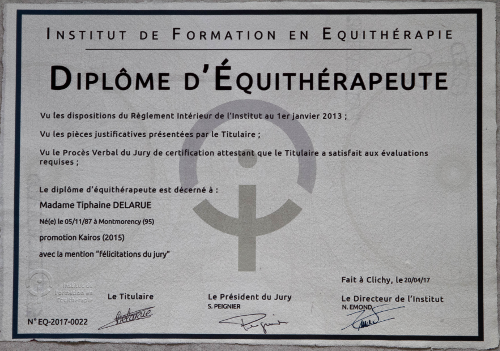 INSTITUT DE FORMATION EN EQUITHÉRAPIE
DIPLÔME D'ÉQUITHÉRAPEUTE
Vu les dispositions du Règlement Intérieur de l'Institut au 1er janvier 2013 ;
Vu les pièces justificatives présentées par le Titulaire ;
Vu le Procès Verbal du Jury de certification attestant que le Titulaire a satisfait aux évaluations
requises ;
Le diplôme d'équithérapeute est décerné à :
Madame Tiphaine DELARUE
Né(e) le 05/11/87 à Montmorency (95)
promotion Kairos (2015)
avec la mention "félicitations du jury"
Fait à Clichy, le 20/04/17
Le Titulaire
Le Président du Jury
S. PEIGNIER
Le Directeur de l'Institut
N. EMOND
N° EQ-2017-0022